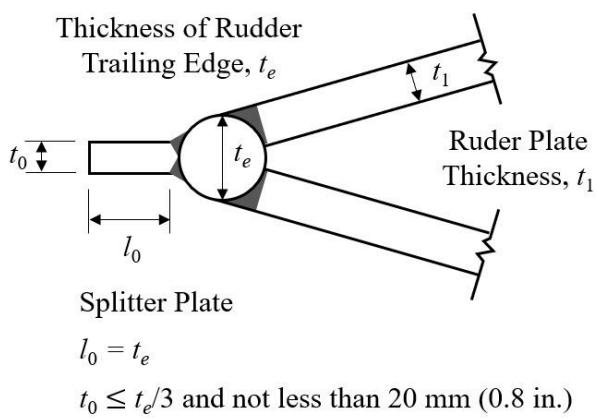 Thickness of Rudder
Trailing Edge, tₑ
t₁
t₀
tₑ
Ruder Plate
Thickness, t₁
l₀
Splitter Plate
l₀ = tₑ
t₀ ≤ tₑ/3 and not less than 20 mm (0.8 in.)